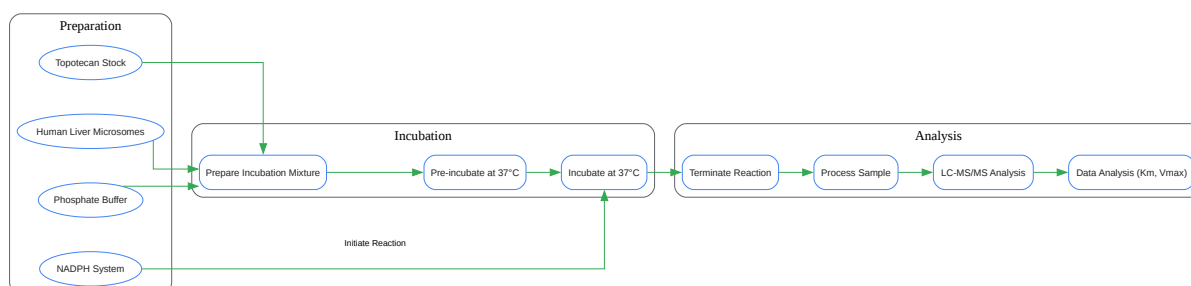 Preparation
Topotecan Stock
Human Liver Microsomes
Phosphate Buffer
NADPH System
Initiate Reaction
Incubation
Prepare Incubation Mixture
Pre-incubate at 37°C
Incubate at 37°C
Analysis
Terminate Reaction
Process Sample
LC-MS/MS Analysis
Data Analysis (Km, Vmax)